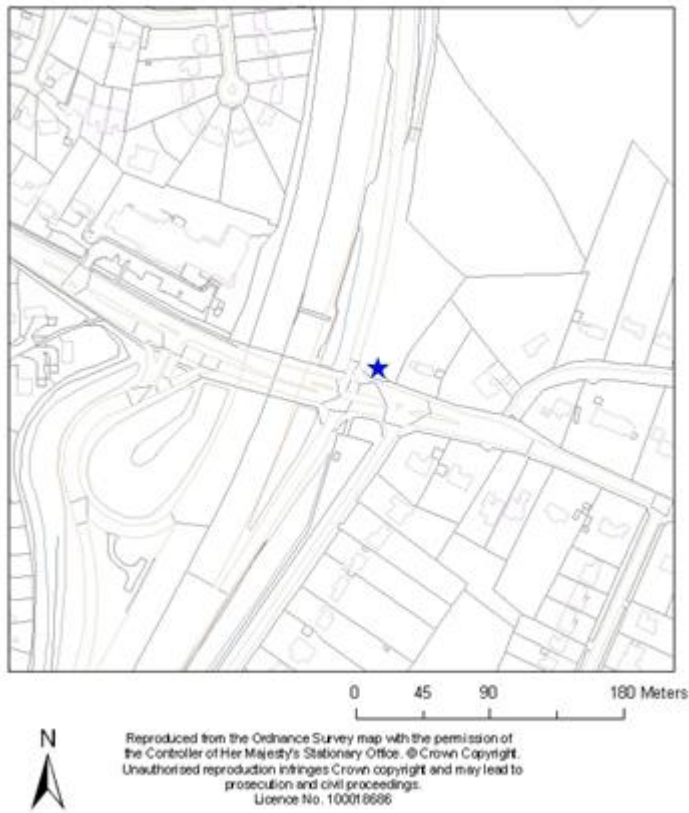 0 45 90 180 Meters
N
Reproduced from the Ordnance Survey map with the permission of
the Controller of Her Majesty's Stationary Office. © Crown Copyright.
Unauthorised reproduction infringes Crown copyright and may lead to
prosecution and civil proceedings.
Licence No. 100018686